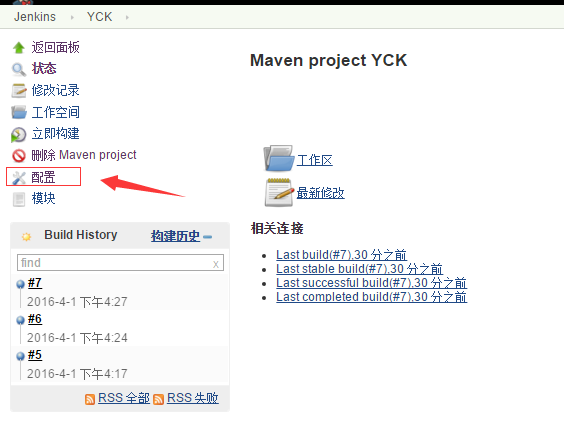 Jenkins YCK
返回面板
状态
修改记录
工作空间
立即构建
删除 Maven project
配置
模块
Build History 构建历史
find x
#7
2016-4-1 下午4:27
#6
2016-4-1 下午4:24
#5
2016-4-1 下午4:17
RSS 全部 RSS 失败
Maven project YCK
工作区
最新修改
相关连接
Last build(#7),30 分之前
Last stable build(#7),30 分之前
Last successful build(#7),30 分之前
Last completed build(#7),30 分之前